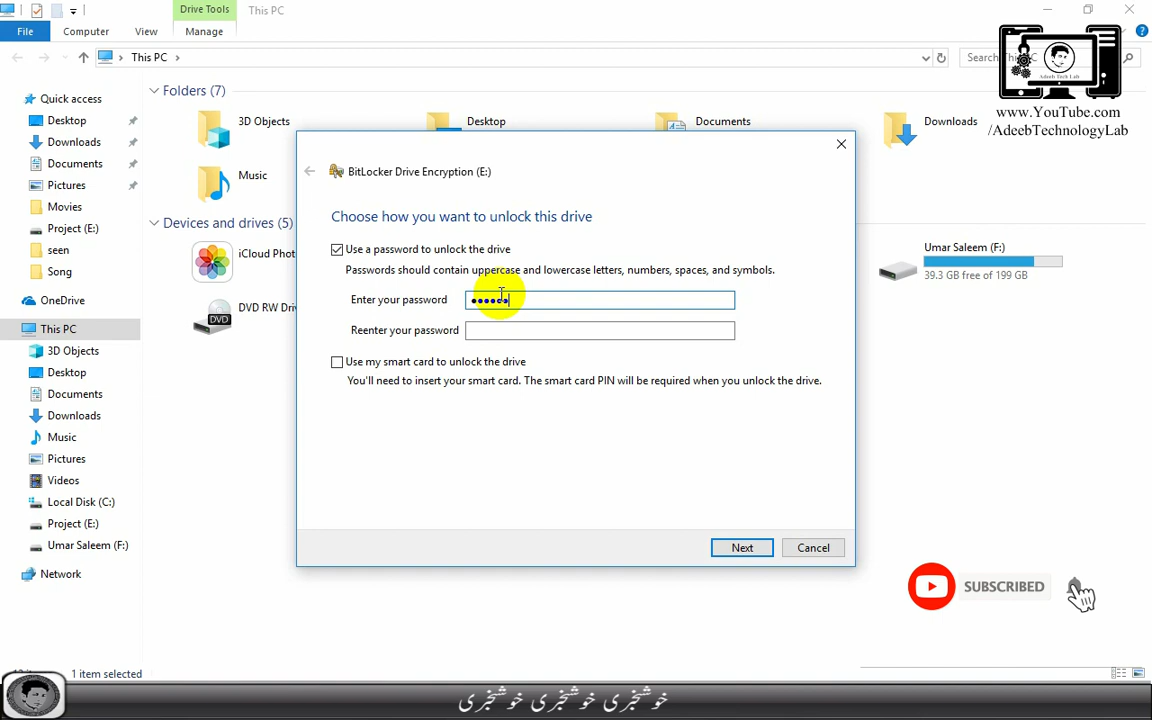 Drive Tools
This PC
File
Computer
View
Manage
This PC
Search
Quick access
Desktop
Downloads
Documents
Pictures
Movies
Project (E:)
seen
Song
OneDrive
This PC
3D Objects
Desktop
Documents
Downloads
Music
Pictures
Videos
Local Disk (C:)
Project (E:)
Umar Saleem (F:)
Network
Folders (7)
3D Objects
Desktop
Documents
Downloads
Music
Devices and drives (5)
iCloud Phot
DVD RW Dri
DVD
Umar Saleem (F:)
39.3 GB free of 199 GB
BitLocker Drive Encryption (E:)
Choose how you want to unlock this drive
Use a password to unlock the drive
Passwords should contain uppercase and lowercase letters, numbers, spaces, and symbols.
Enter your password
Reenter your password
Use my smart card to unlock the drive
You'll need to insert your smart card. The smart card PIN will be required when you unlock the drive.
Next
Cancel
Adeeb Tech Lab
www.YouTube.com
/AdeebTechnologyLab
SUBSCRIBED
1 item selected
خوشخبری خوشخبری خوشخبری